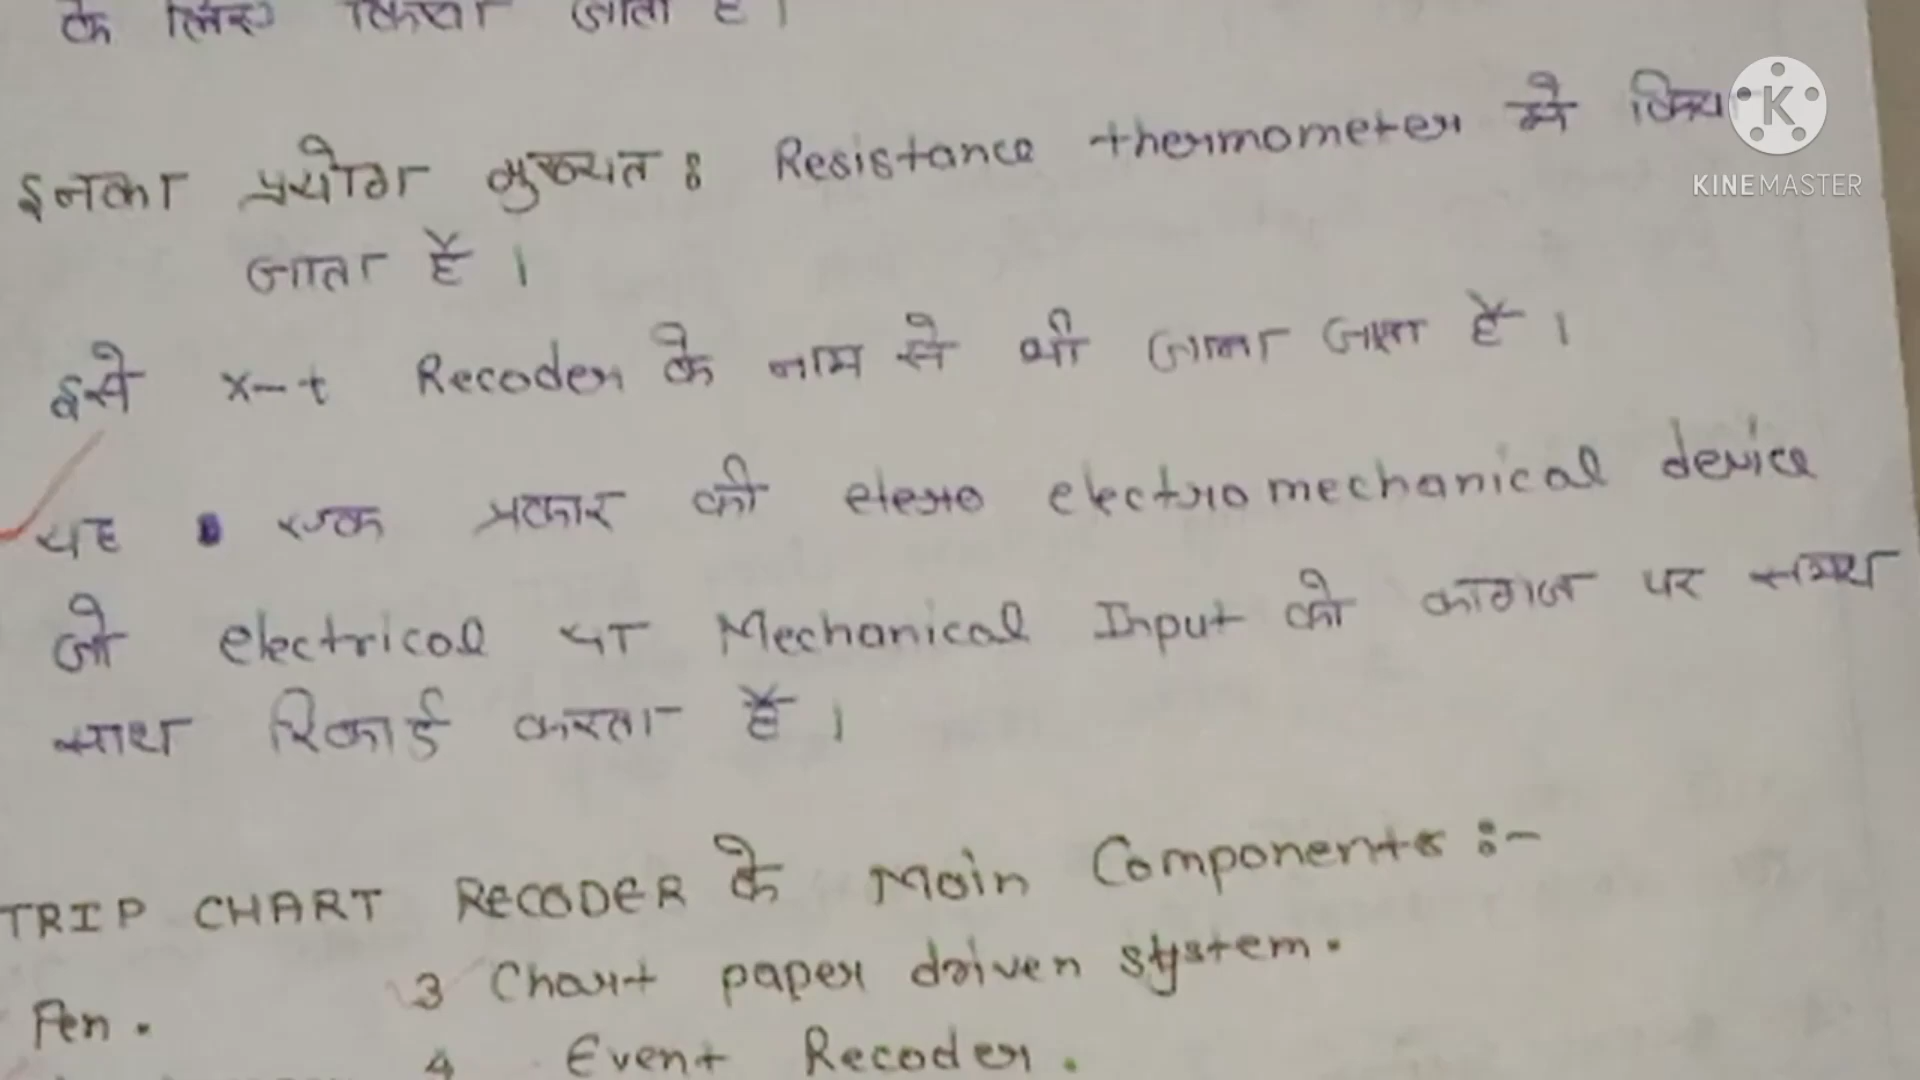 के लिए किया जाता है।
इनका प्रयोग मुख्यत: Resistance thermometer मे किया
जाता है ।
इसे x-t Recoder के नाम से भी जाना जाता है ।
यह एक प्रकार की elero electromechanical device
जो electrical या Mechanical Input को कागज पर समय
साथ रिकार्ड करता है ।
TRIP CHART RECODER के Main Components :-
3 Chart paper driven system.
Pen.
4 Event Recoder.
KINEMASTER